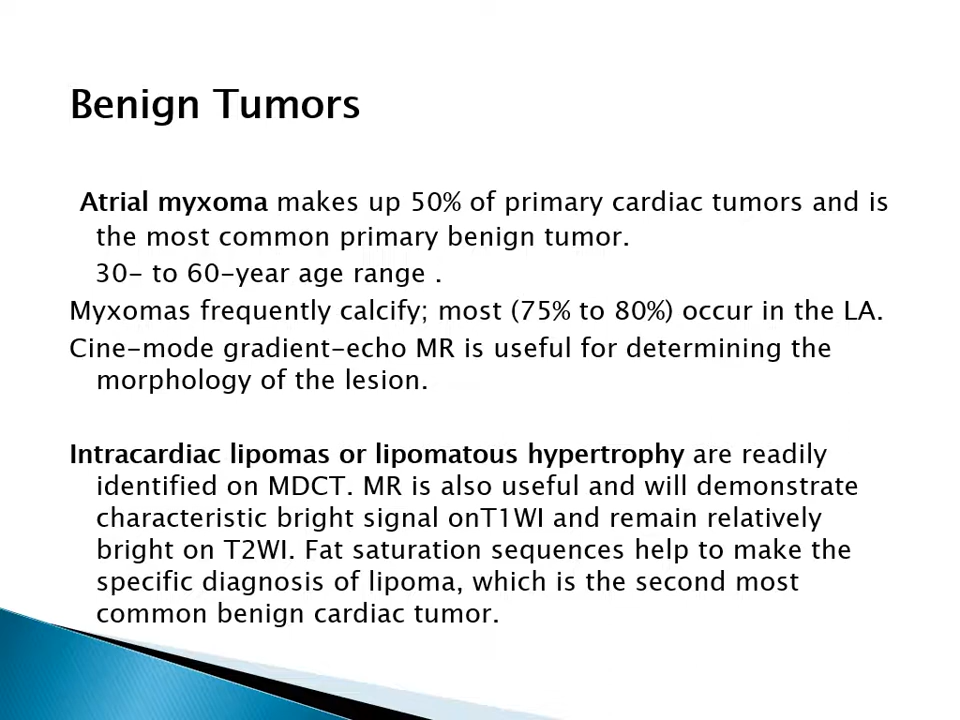 Benign Tumors
Atrial myxoma makes up 50% of primary cardiac tumors and is
the most common primary benign tumor.
30- to 60-year age range .
Myxomas frequently calcify; most (75% to 80%) occur in the LA.
Cine-mode gradient-echo MR is useful for determining the
morphology of the lesion.
Intracardiac lipomas or lipomatous hypertrophy are readily
identified on MDCT. MR is also useful and will demonstrate
characteristic bright signal onT1WI and remain relatively
bright on T2WI. Fat saturation sequences help to make the
specific diagnosis of lipoma, which is the second most
common benign cardiac tumor.